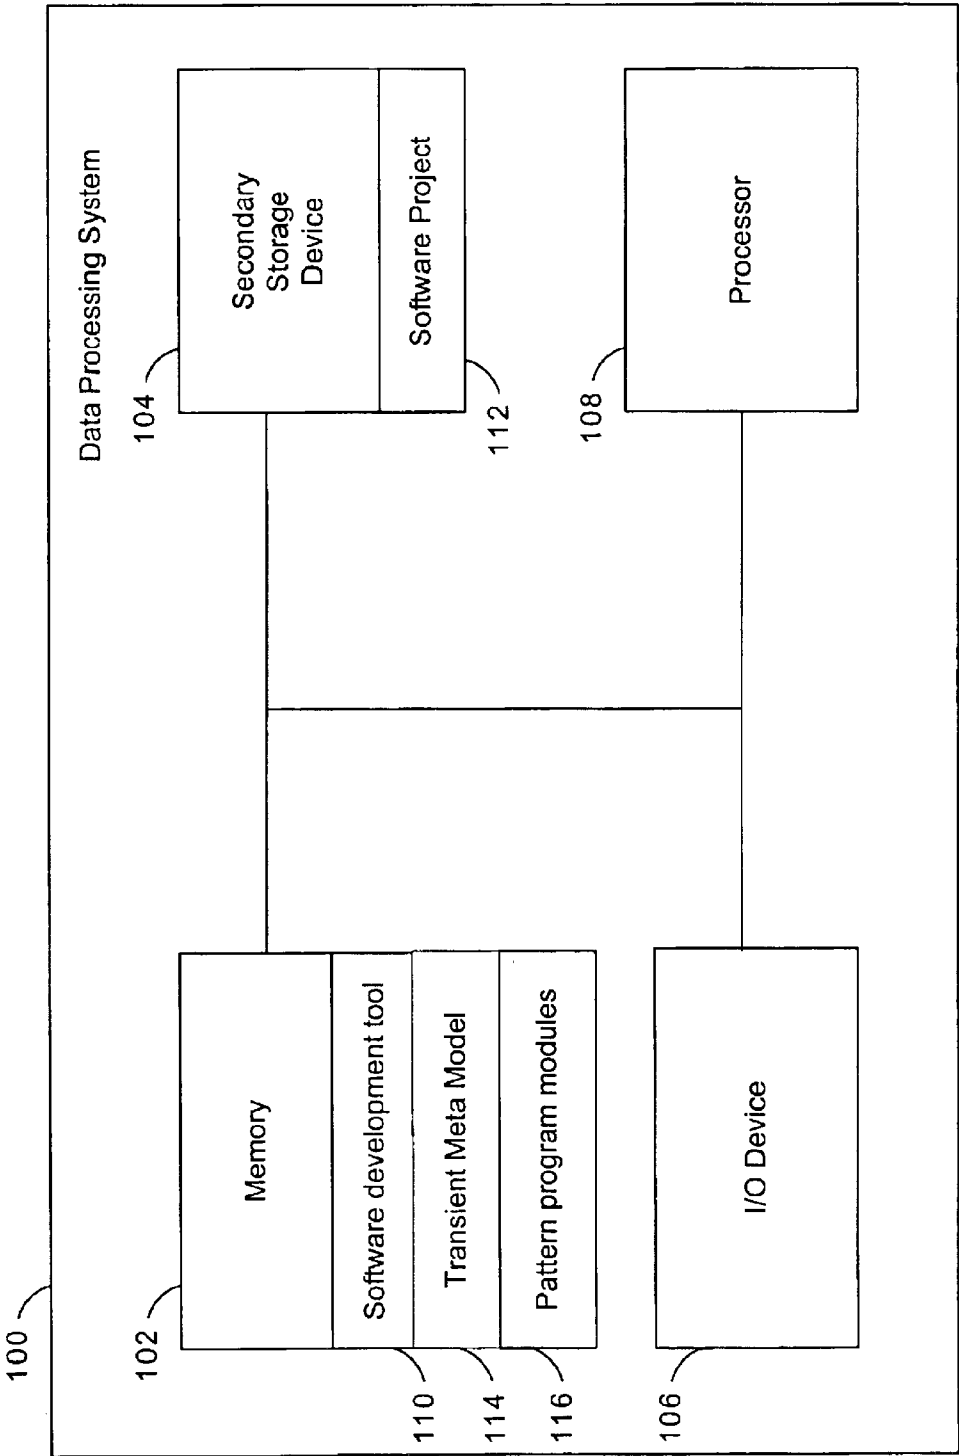 100
Data Processing System
102
Memory
Software development tool
Transient Meta Model
Pattern program modules
110
114
116
104
Secondary
Storage
Device
Software Project
112
106
I/O Device
108
Processor